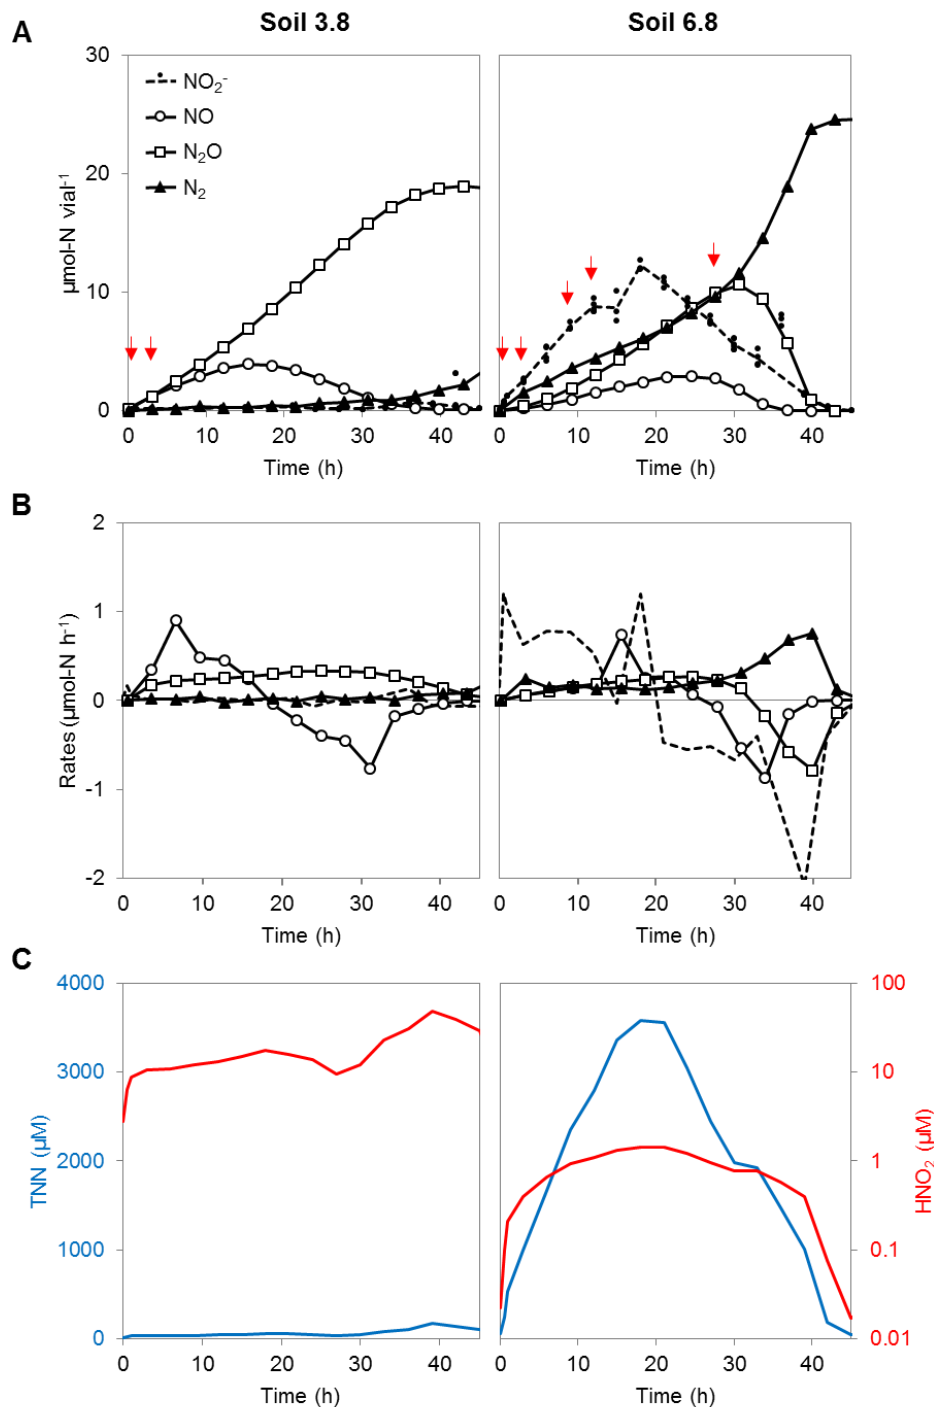 Soil 3.8 Soil 6.8
A
30
20
10
0
µmol-N vial⁻¹
NO₂⁻
NO
N₂O
N₂
0 10 20 30 40
0 10 20 30 40
Time (h) Time (h)
B
2
1
0
-1
-2
Rates (µmol-N h⁻¹)
0 10 20 30 40
0 10 20 30 40
Time (h) Time (h)
C
4000
3000
2000
1000
0
TNN (µM)
100
10
1
0.1
0.01
HNO₂ (µM)
0 10 20 30 40
0 10 20 30 40
Time (h) Time (h)